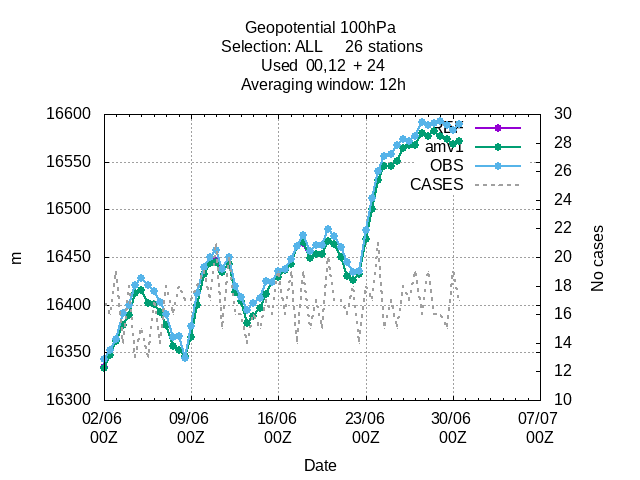 Geopotential 100hPa
Selection: ALL 26 stations
Used 00,12 + 24
Averaging window: 12h
16600
16550
16500
16450
16400
16350
16300
m
30
28
26
24
22
20
18
16
14
12
10
No cases
REF
amv1
OBS
CASES
02/06 09/06 16/06 23/06 30/06 07/07
00Z 00Z 00Z 00Z 00Z 00Z
Date